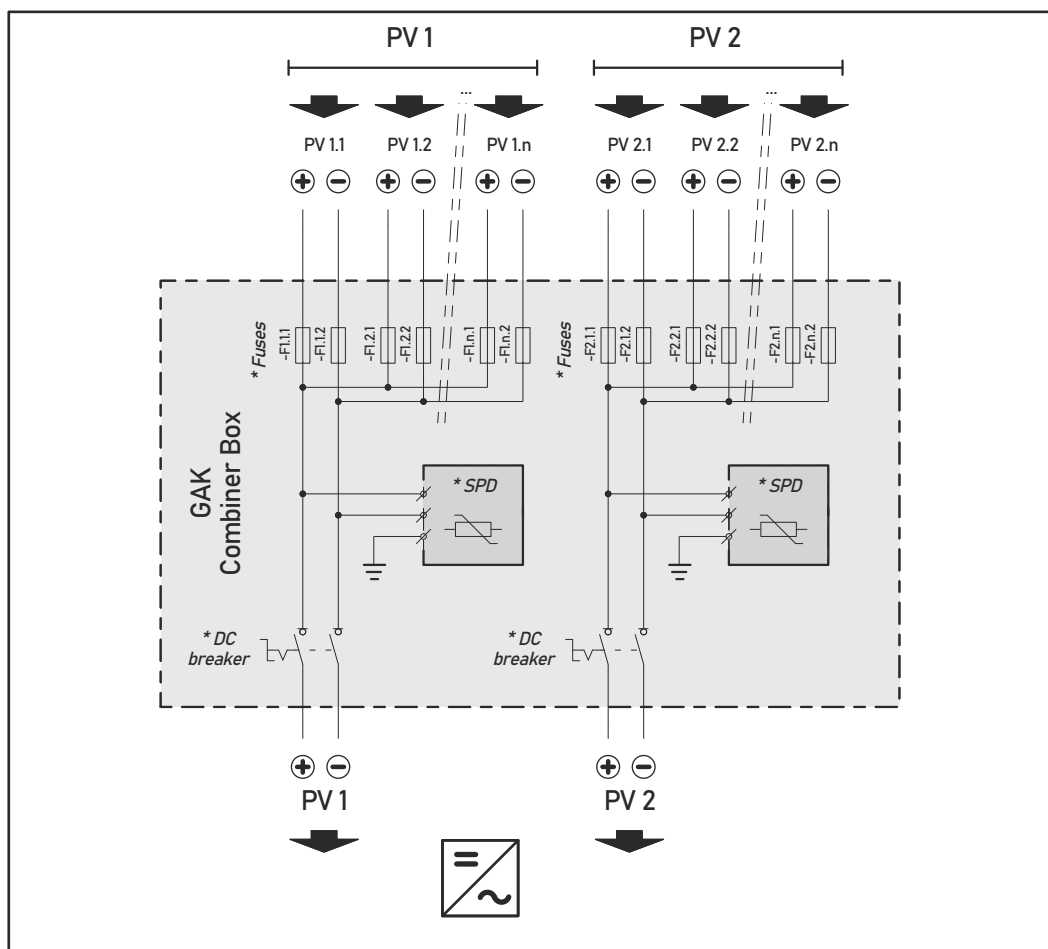 PV 1
PV 2
...
...
PV 1.1
PV 1.2
PV 1.n
PV 2.1
PV 2.2
PV 2.n
+ − + − + −
+ − + − + −
* Fuses
-F1.1.1
-F1.1.2
-F1.2.1
-F1.2.2
-F1.n.1
-F1.n.2
* Fuses
-F2.1.1
-F2.1.2
-F2.2.1
-F2.2.2
-F2.n.1
-F2.n.2
GAK
Combiner Box
* SPD
* SPD
* DC
breaker
* DC
breaker
+ −
+ −
PV 1
PV 2